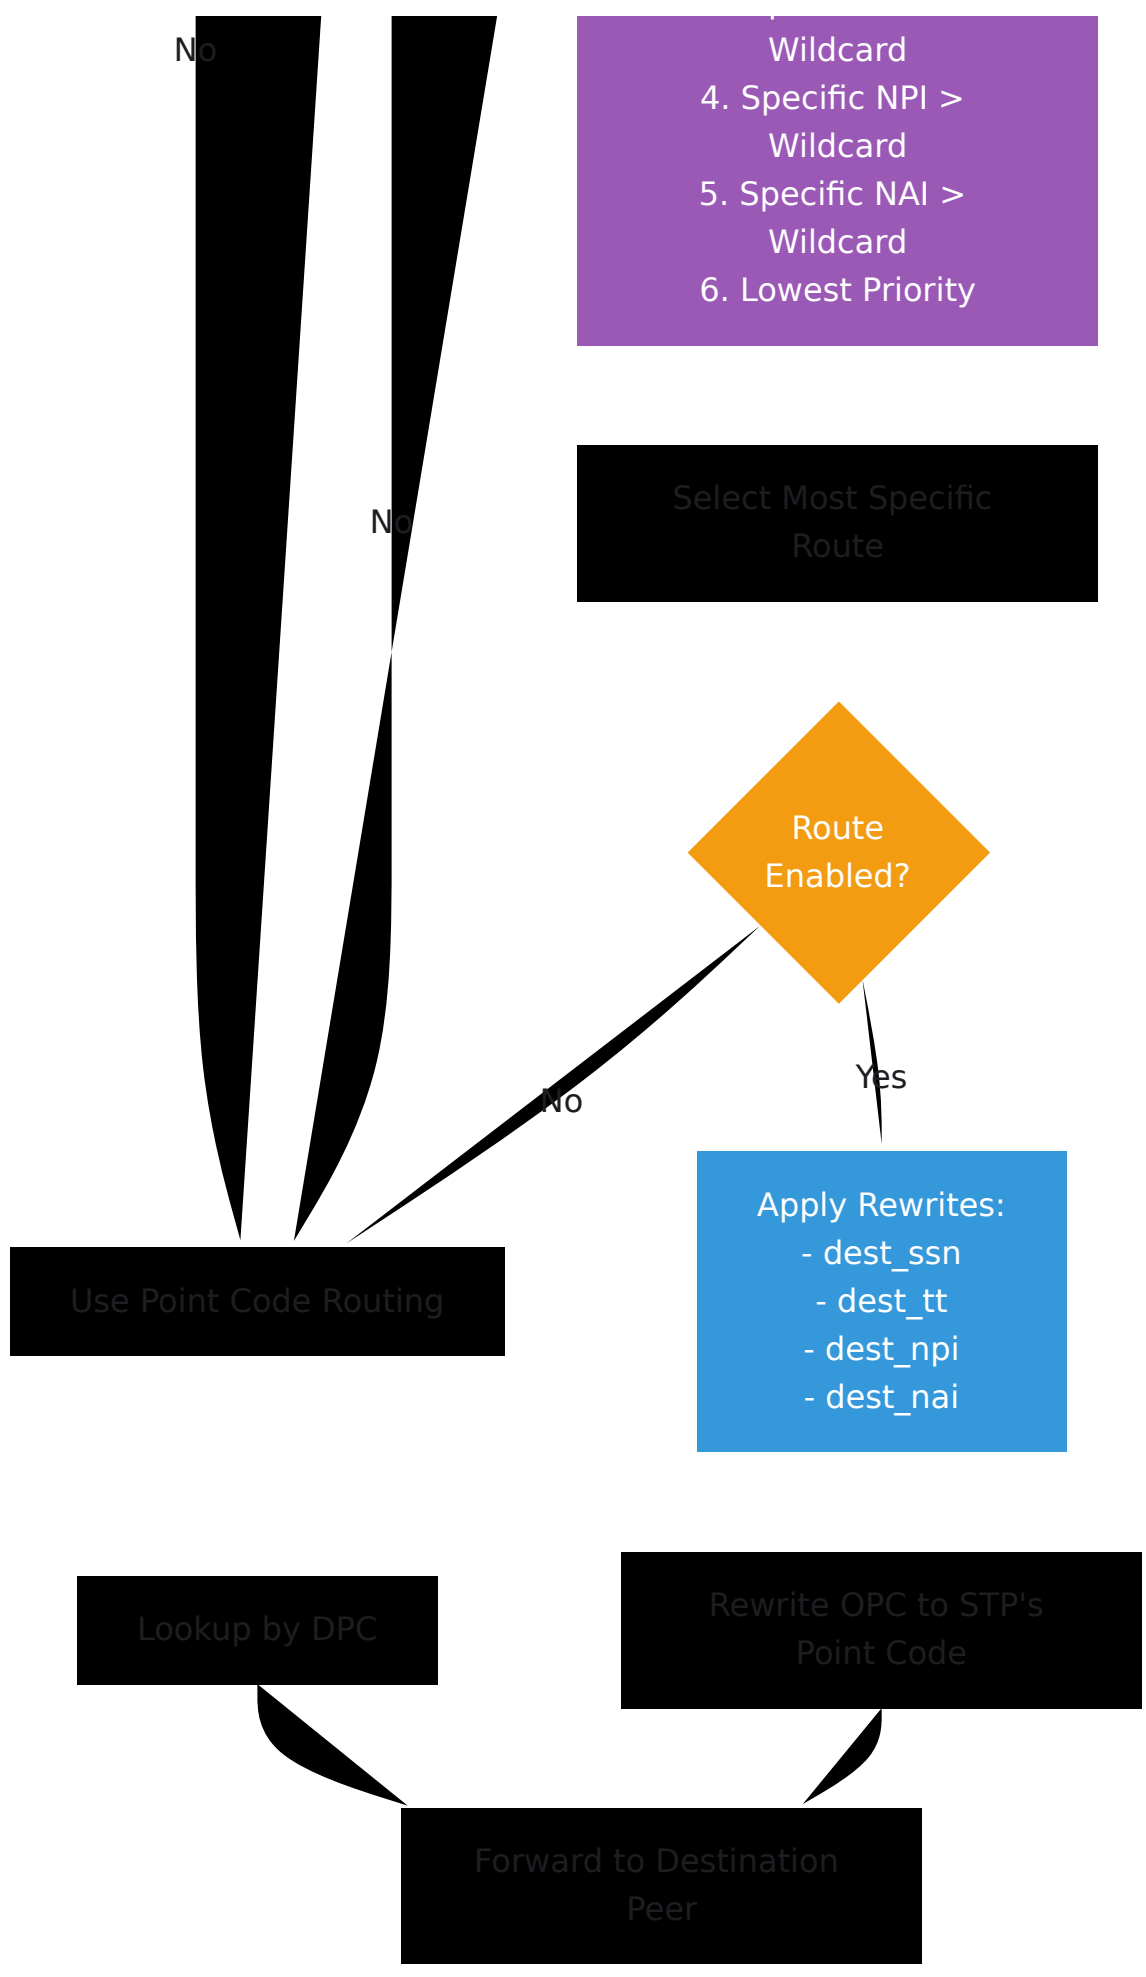 No
Wildcard
4. Specific NPI >
Wildcard
5. Specific NAI >
Wildcard
6. Lowest Priority
Select Most Specific
Route
No
Route
Enabled?
No
Yes
Apply Rewrites:
- dest_ssn
- dest_tt
- dest_npi
- dest_nai
Use Point Code Routing
Lookup by DPC
Rewrite OPC to STP's
Point Code
Forward to Destination
Peer